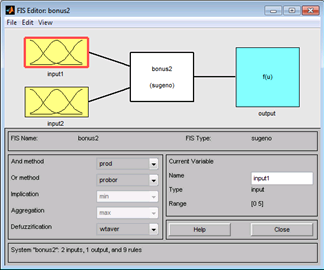 FIS Editor: bonus2
File Edit View
input1
input2
bonus2
(sugeno)
f(u)
output
FIS Name: bonus2 FIS Type: sugeno
And method prod
Or method probor
Implication min
Aggregation max
Defuzzification wtaver
Current Variable
Name input1
Type input
Range [0 5]
Help Close
System "bonus2": 2 inputs, 1 output, and 9 rules